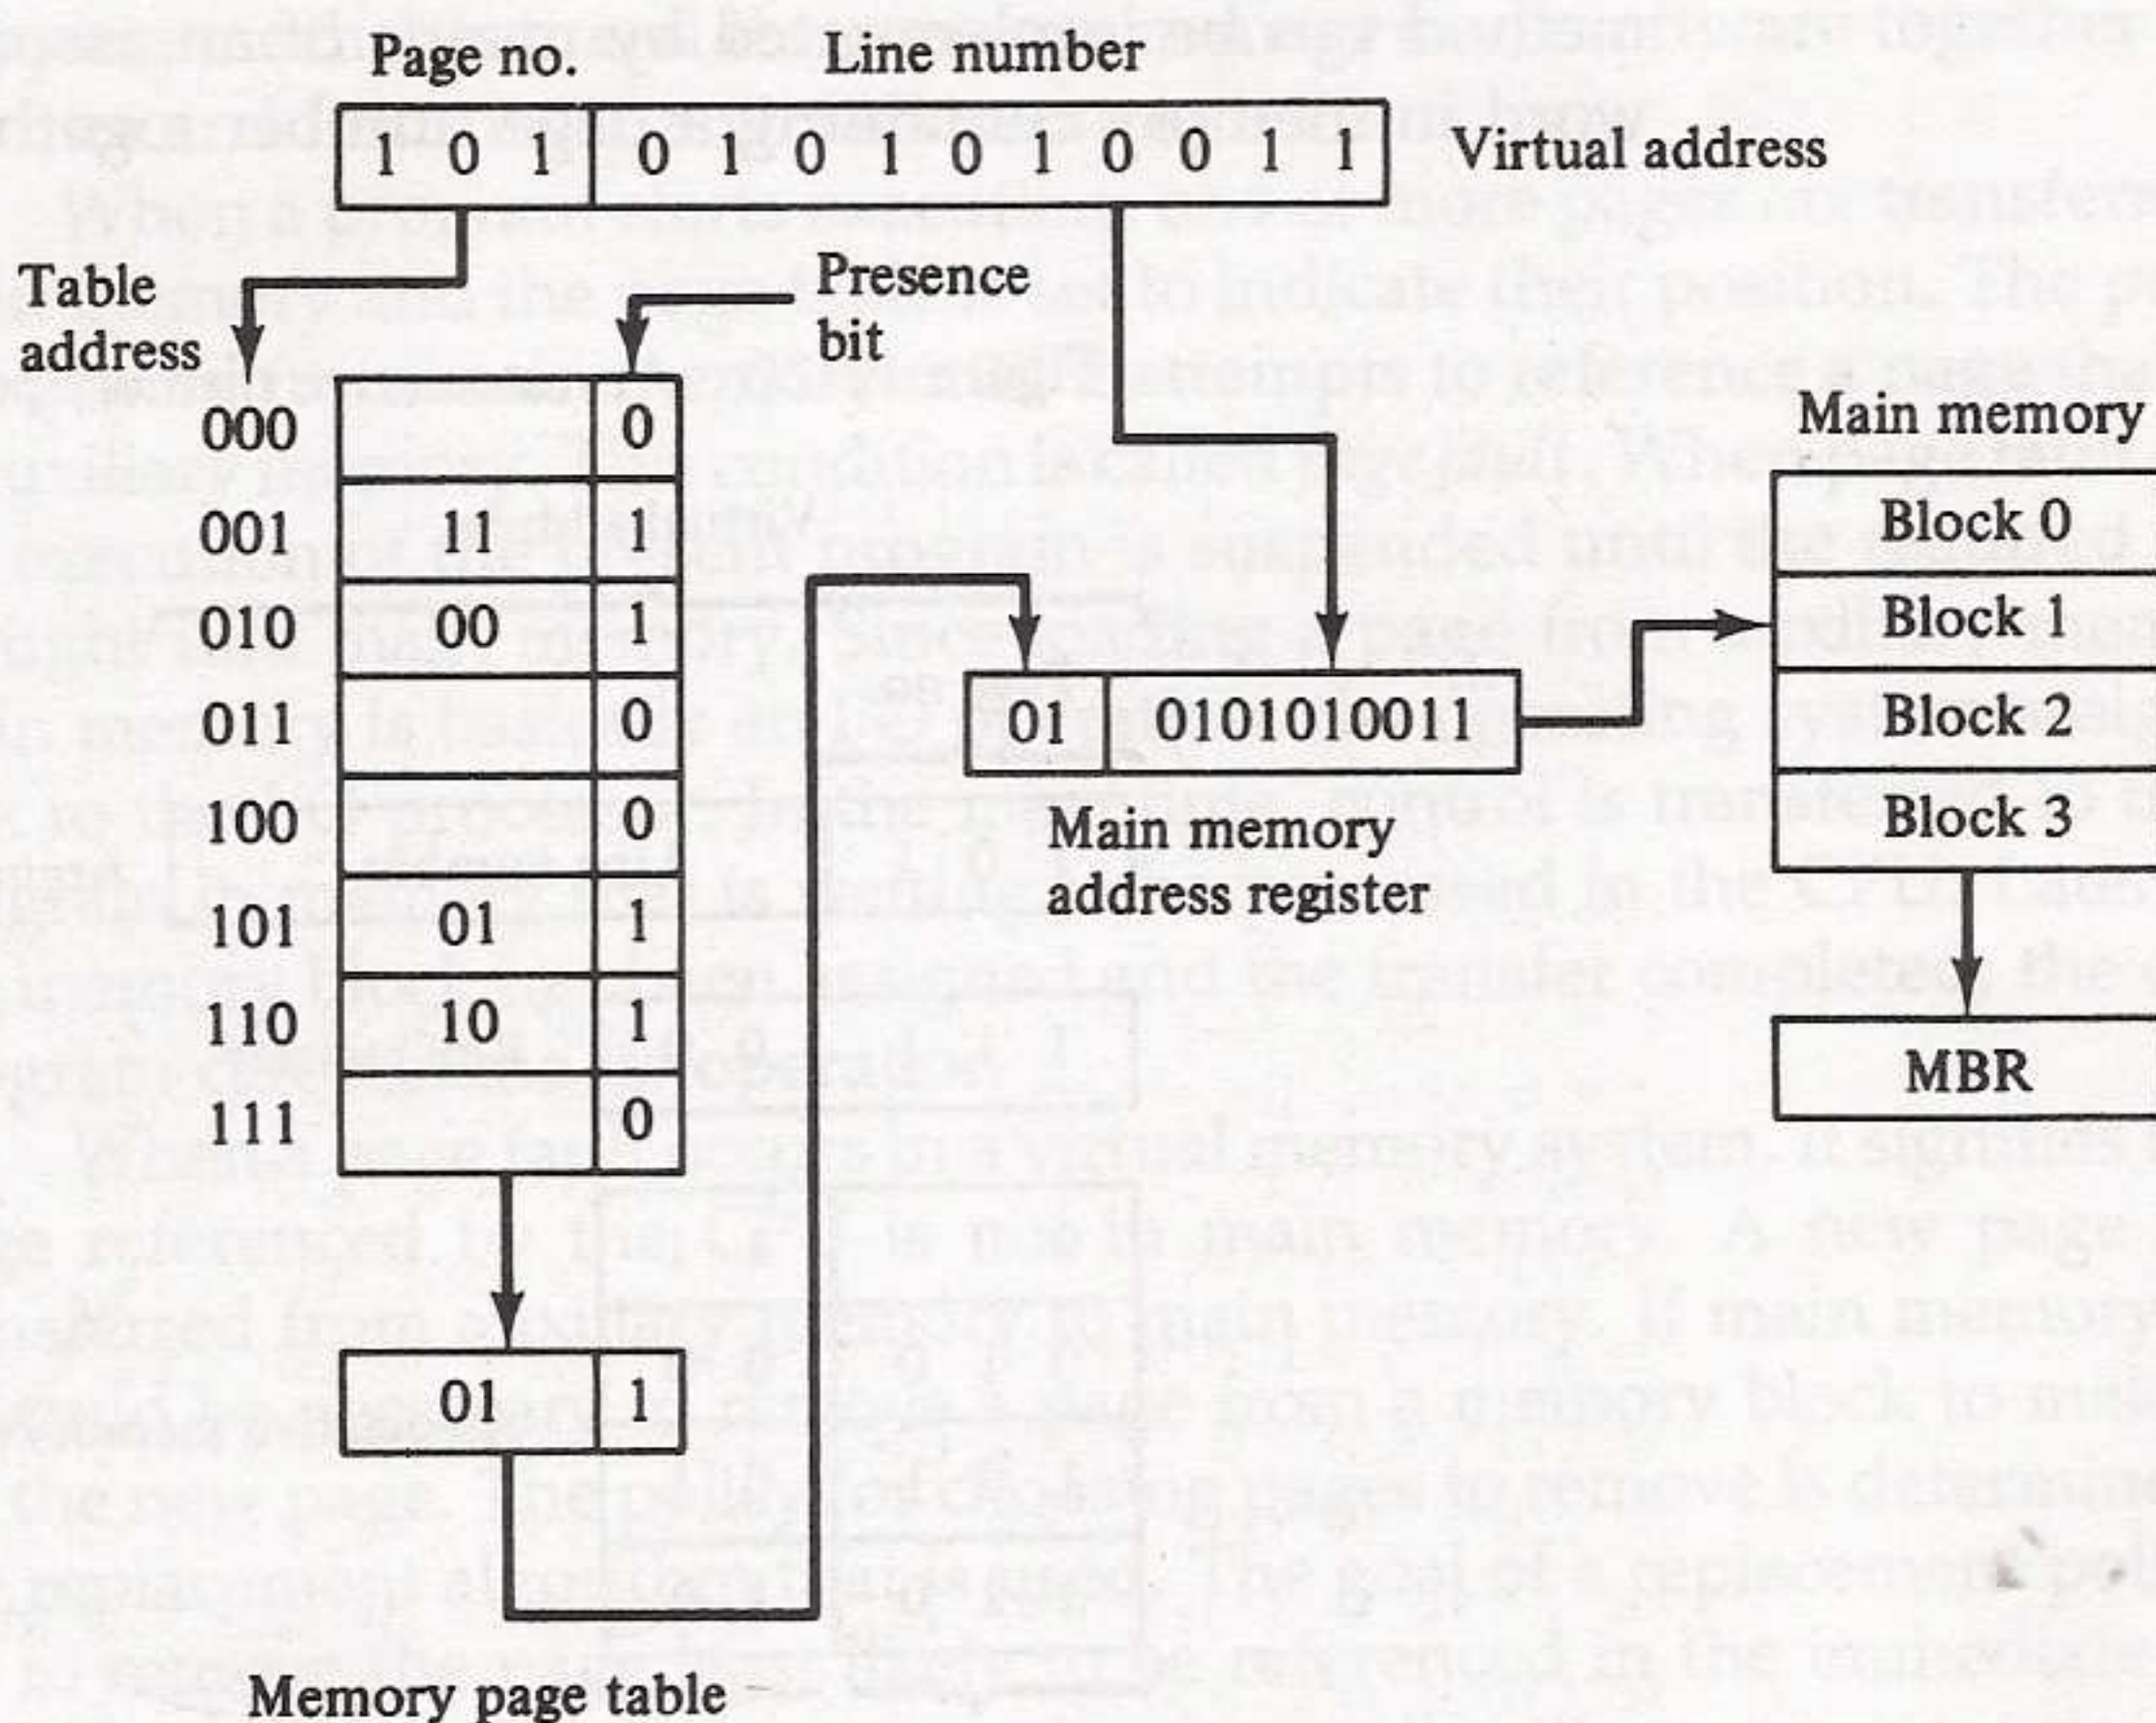 Page no. Line number
1 0 1 0 1 0 1 0 1 0 0 1 1 Virtual address
Table
address
Presence
bit
000 0
001 11 1
010 00 1
011 0
100 0
101 01 1
110 10 1
111 0
01 1
Memory page table
01 0101010011
Main memory
address register
Main memory
Block 0
Block 1
Block 2
Block 3
MBR